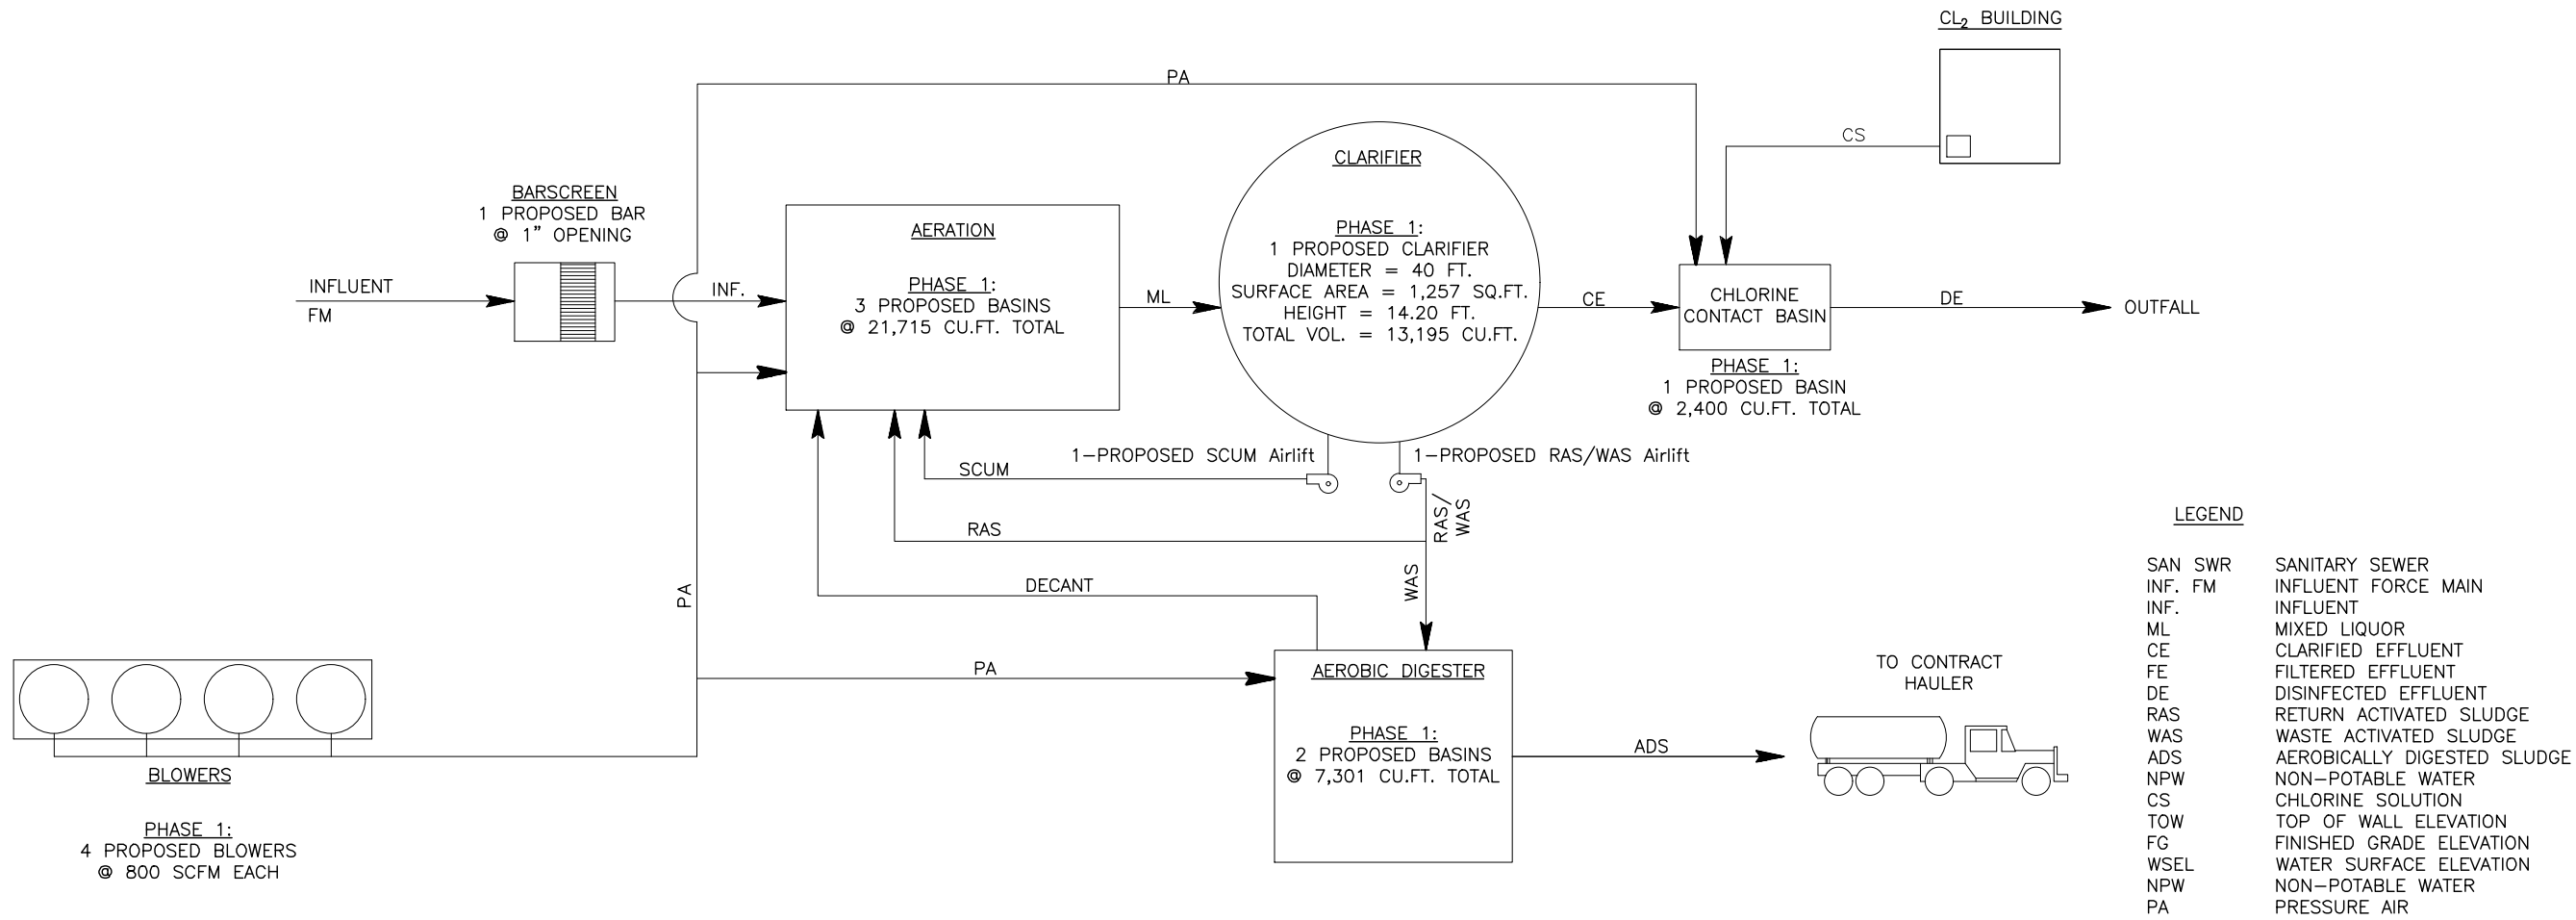 CL₂ BUILDING
PA
CS
CLARIFIER
PHASE 1:
1 PROPOSED CLARIFIER
DIAMETER = 40 FT.
SURFACE AREA = 1,257 SQ.FT.
HEIGHT = 14.20 FT.
TOTAL VOL. = 13,195 CU.FT.
BARSCREEN
1 PROPOSED BAR
@ 1" OPENING
INFLUENT
FM
INF.
AERATION
PHASE 1:
3 PROPOSED BASINS
@ 21,715 CU.FT. TOTAL
ML
CE
CHLORINE
CONTACT BASIN
DE
OUTFALL
PHASE 1:
1 PROPOSED BASIN
@ 2,400 CU.FT. TOTAL
1-PROPOSED SCUM Airlift
1-PROPOSED RAS/WAS Airlift
SCUM
RAS/
WAS
RAS
DECANT
WAS
PA
PA
AEROBIC DIGESTER
PHASE 1:
2 PROPOSED BASINS
@ 7,301 CU.FT. TOTAL
ADS
TO CONTRACT
HAULER
BLOWERS
PHASE 1:
4 PROPOSED BLOWERS
@ 800 SCFM EACH
LEGEND
SAN SWR SANITARY SEWER
INF. FM INFLUENT FORCE MAIN
INF. INFLUENT
ML MIXED LIQUOR
CE CLARIFIED EFFLUENT
FE FILTERED EFFLUENT
DE DISINFECTED EFFLUENT
RAS RETURN ACTIVATED SLUDGE
WAS WASTE ACTIVATED SLUDGE
ADS AEROBICALLY DIGESTED SLUDGE
NPW NON-POTABLE WATER
CS CHLORINE SOLUTION
TOW TOP OF WALL ELEVATION
FG FINISHED GRADE ELEVATION
WSEL WATER SURFACE ELEVATION
NPW NON-POTABLE WATER
PA PRESSURE AIR